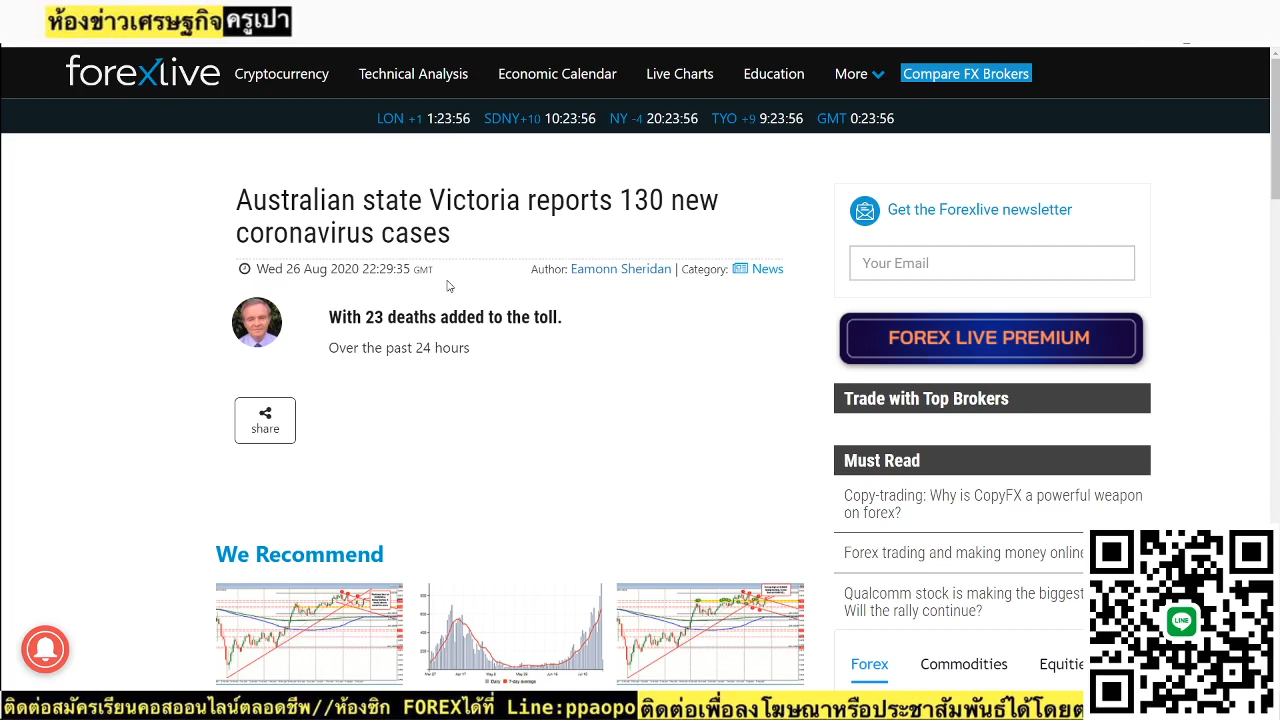 ห้องข่าวเศรษฐกิจครูเปา
forexlive Cryptocurrency Technical Analysis Economic Calendar Live Charts Education More Compare FX Brokers
LON +1 1:23:56 SDNY+10 10:23:56 NY -4 20:23:56 TYO +9 9:23:56 GMT 0:23:56
Australian state Victoria reports 130 new
coronavirus cases
Wed 26 Aug 2020 22:29:35 GMT
Author: Eamonn Sheridan | Category: News
With 23 deaths added to the toll.
Over the past 24 hours
share
We Recommend
Get the Forexlive newsletter
Your Email
FOREX LIVE PREMIUM
Trade with Top Brokers
Must Read
Copy-trading: Why is CopyFX a powerful weapon
on forex?
Forex trading and making money online
Qualcomm stock is making the biggest
Will the rally continue?
Forex Commodities Equitie
LINE
ติดต่อสมัครเรียนคอสออนไลน์ตลอดชีพ//ห้องซิก FOREXได้ที่ Line:ppaopo ติดต่อเพื่อลงโฆษณาหรือประชาสัมพันธ์ได้โดยต